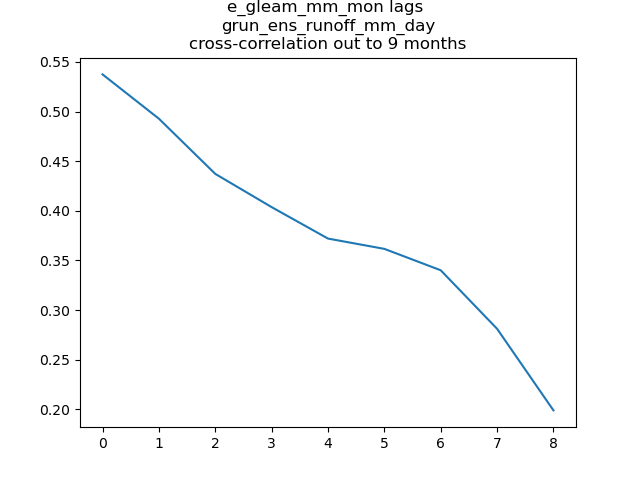 e_gleam_mm_mon lags
grun_ens_runoff_mm_day
cross-correlation out to 9 months
0.55
0.50
0.45
0.40
0.35
0.30
0.25
0.20
0 1 2 3 4 5 6 7 8